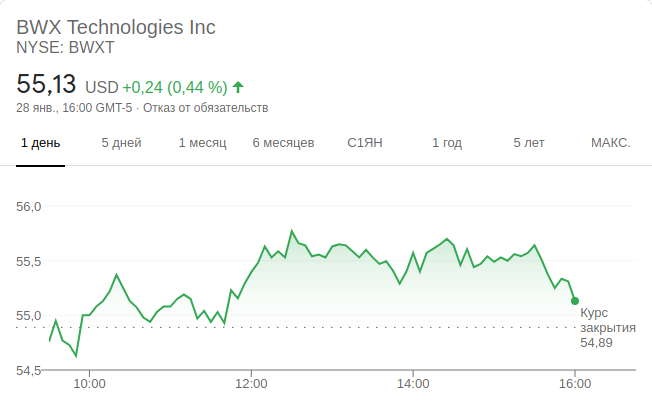 BWX Technologies Inc
NYSE: BWXT
55,13 USD +0,24 (0,44 %)
28 янв., 16:00 GMT-5 · Отказ от обязательств
1 день 5 дней 1 месяц 6 месяцев С1ЯН 1 год 5 лет МАКС.
56,0
55,5
55,0
Курс
закрытия
54,89
54,5
10:00 12:00 14:00 16:00